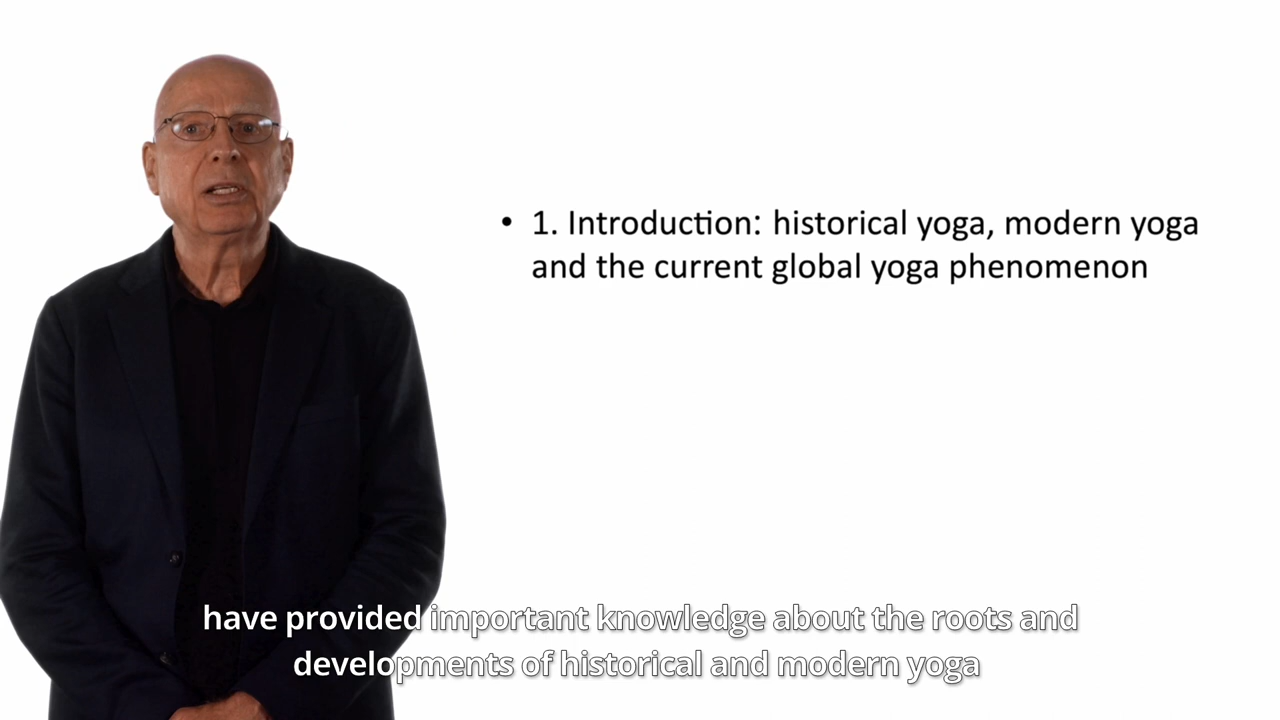 • 1. Introduction: historical yoga, modern yoga
and the current global yoga phenomenon
have provided important knowledge about the roots and
developments of historical and modern yoga